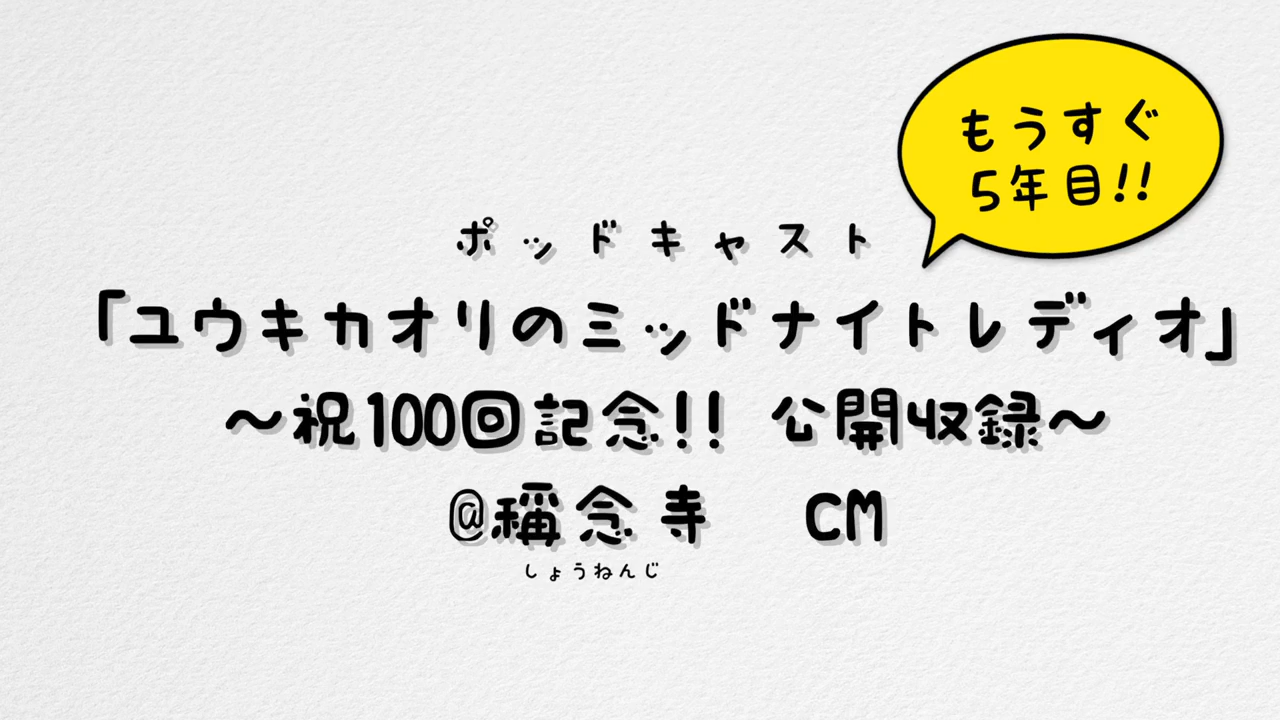 もうすぐ
5年目!!
ポッドキャスト
「ユウキカオリのミッドナイトレディオ」
～祝100回記念!! 公開収録～
@稱念寺　CM
しょうねんじ